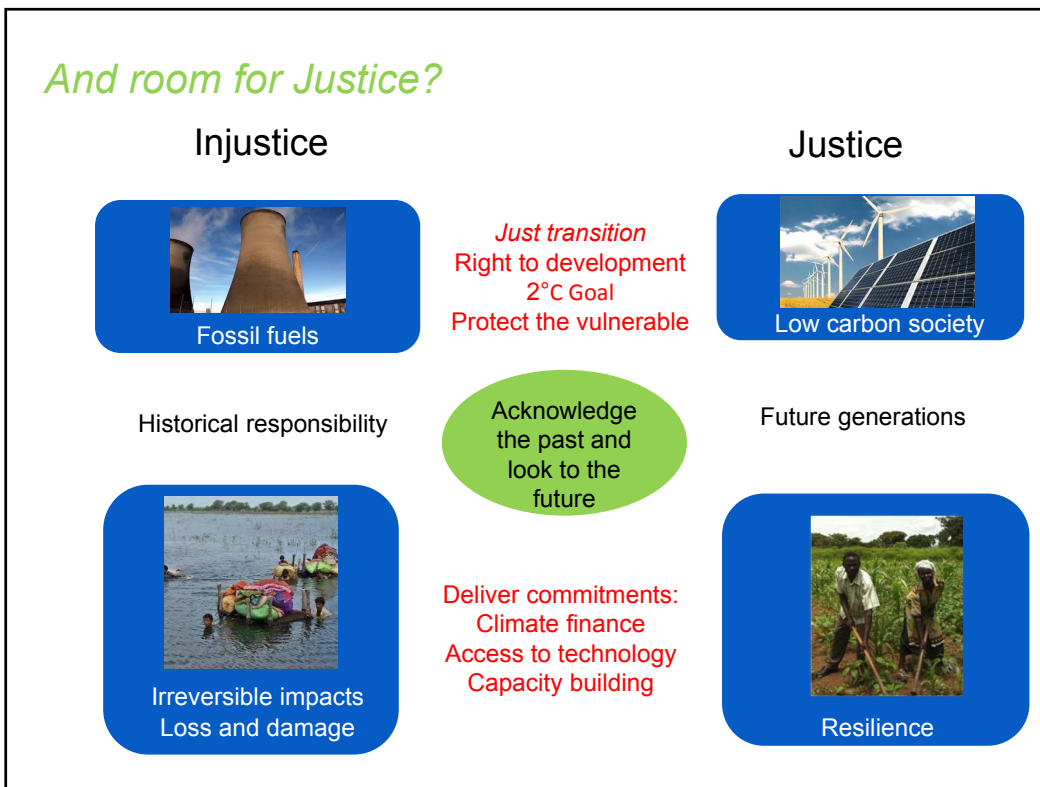 And room for Justice?
Injustice
Justice
Fossil fuels
Just transition
Right to development
2°C Goal
Protect the vulnerable
Low carbon society
Historical responsibility
Acknowledge
the past and
look to the
future
Future generations
Irreversible impacts
Loss and damage
Deliver commitments:
Climate finance
Access to technology
Capacity building
Resilience